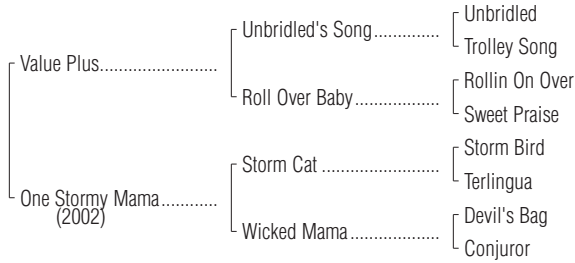 Unbridled
Unbridled's Song..................
Trolley Song
Value Plus..............................
Rollin On Over
Roll Over Baby.......................
Sweet Praise
Storm Bird
Storm Cat ..............................
Terlingua
One Stormy Mama..............
(2002)
Devil's Bag
Wicked Mama........................
Conjuror